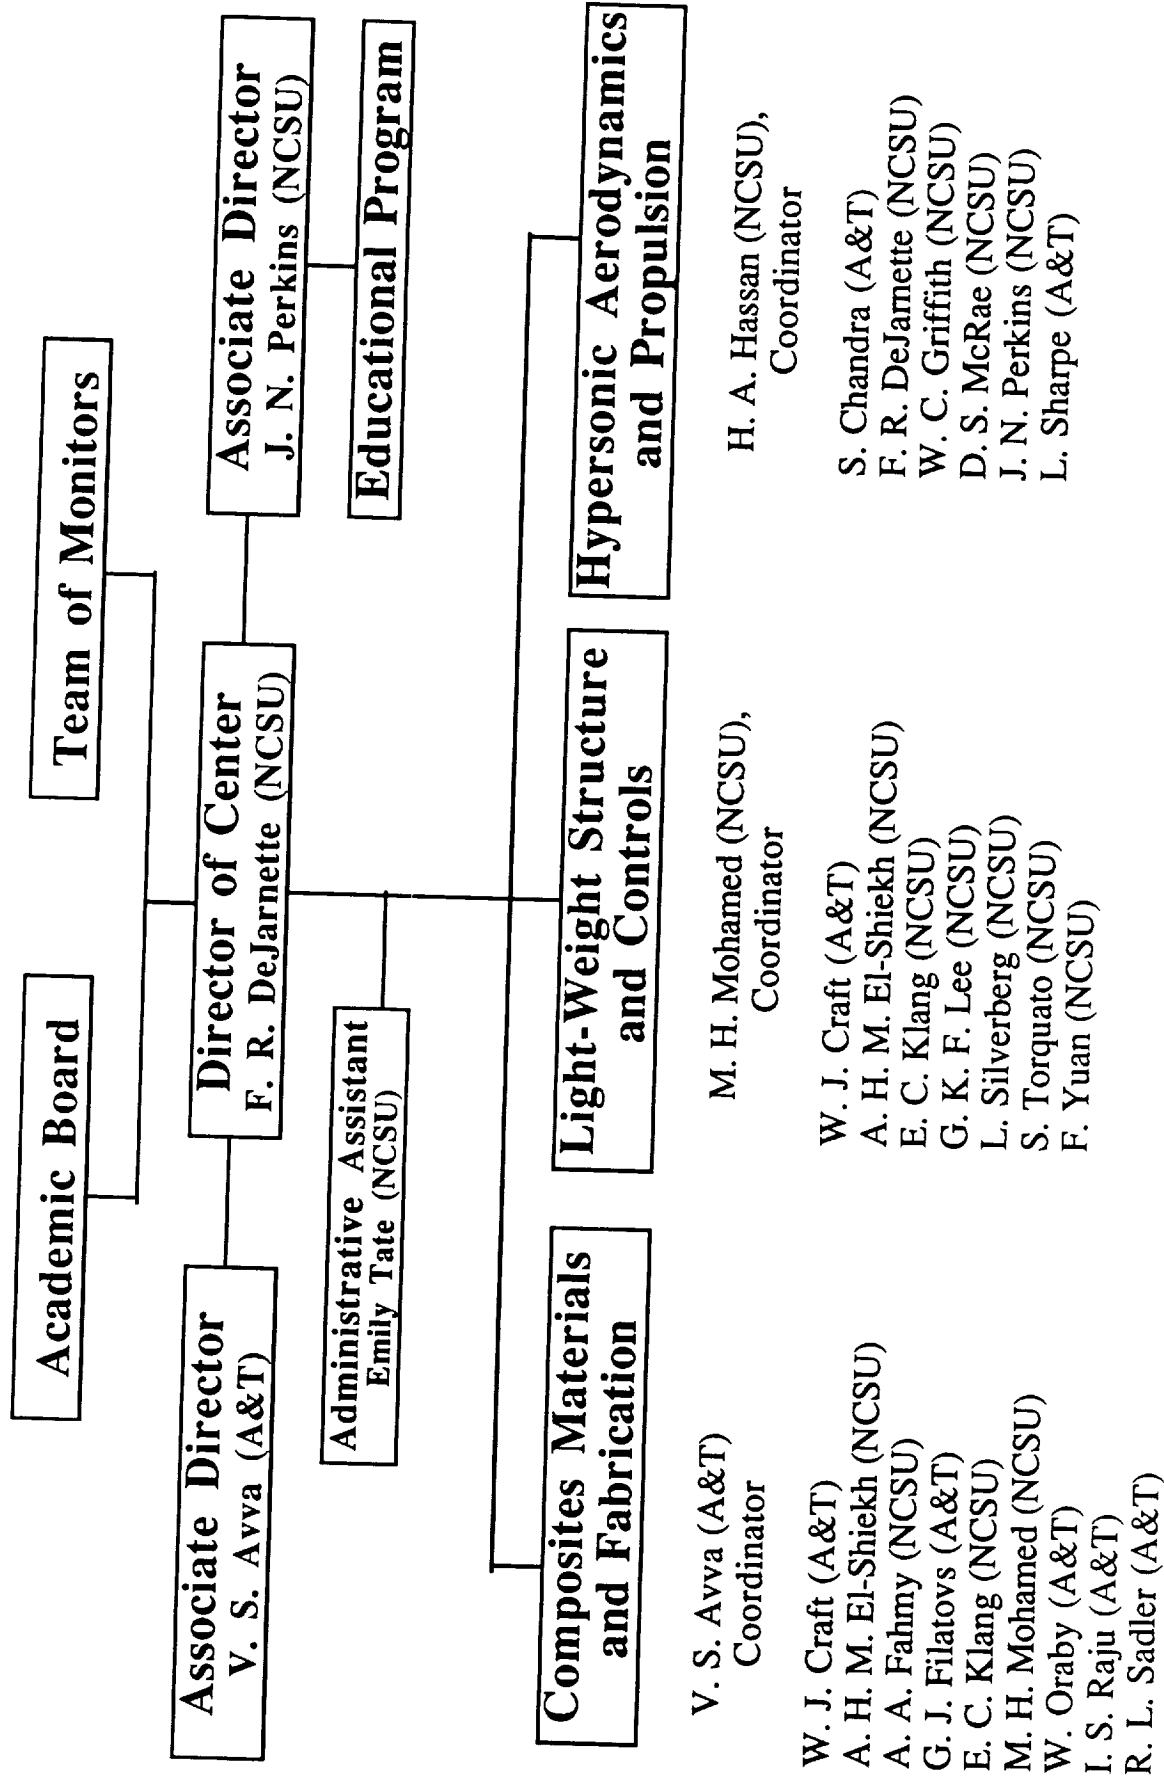 Academic Board
Team of Monitors
Associate Director
V. S. Avva (A&T)
Director of Center
F. R. DeJarnette (NCSU)
Associate Director
J. N. Perkins (NCSU)
Administrative Assistant
Emily Tate (NCSU)
Educational Program
Composites Materials
and Fabrication
Light-Weight Structure
and Controls
Hypersonic Aerodynamics
and Propulsion
V. S. Avva (A&T)
Coordinator
W. J. Craft (A&T)
A. H. M. El-Shiekh (NCSU)
A. A. Fahmy (NCSU)
G. J. Filatovs (A&T)
E. C. Klang (NCSU)
M. H. Mohamed (NCSU)
W. Oraby (A&T)
I. S. Raju (A&T)
R. L. Sadler (A&T)
M. H. Mohamed (NCSU),
Coordinator
W. J. Craft (A&T)
A. H. M. El-Shiekh (NCSU)
E. C. Klang (NCSU)
G. K. F. Lee (NCSU)
L. Silverberg (NCSU)
S. Torquato (NCSU)
F. Yuan (NCSU)
H. A. Hassan (NCSU),
Coordinator
S. Chandra (A&T)
F. R. DeJarnette (NCSU)
W. C. Griffith (NCSU)
D. S. McRae (NCSU)
J. N. Perkins (NCSU)
L. Sharpe (A&T)